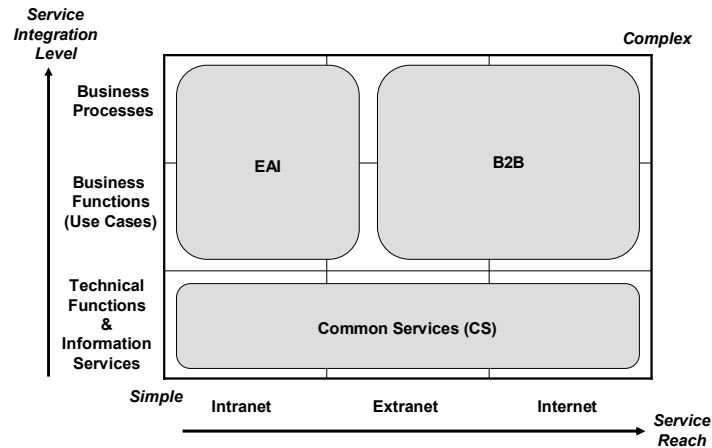 Service
Integration
Level
Complex
Business
Processes
EAI
B2B
Business
Functions
(Use Cases)
Technical
Functions
&
Information
Services
Common Services (CS)
Simple
Intranet
Extranet
Internet
Service
Reach